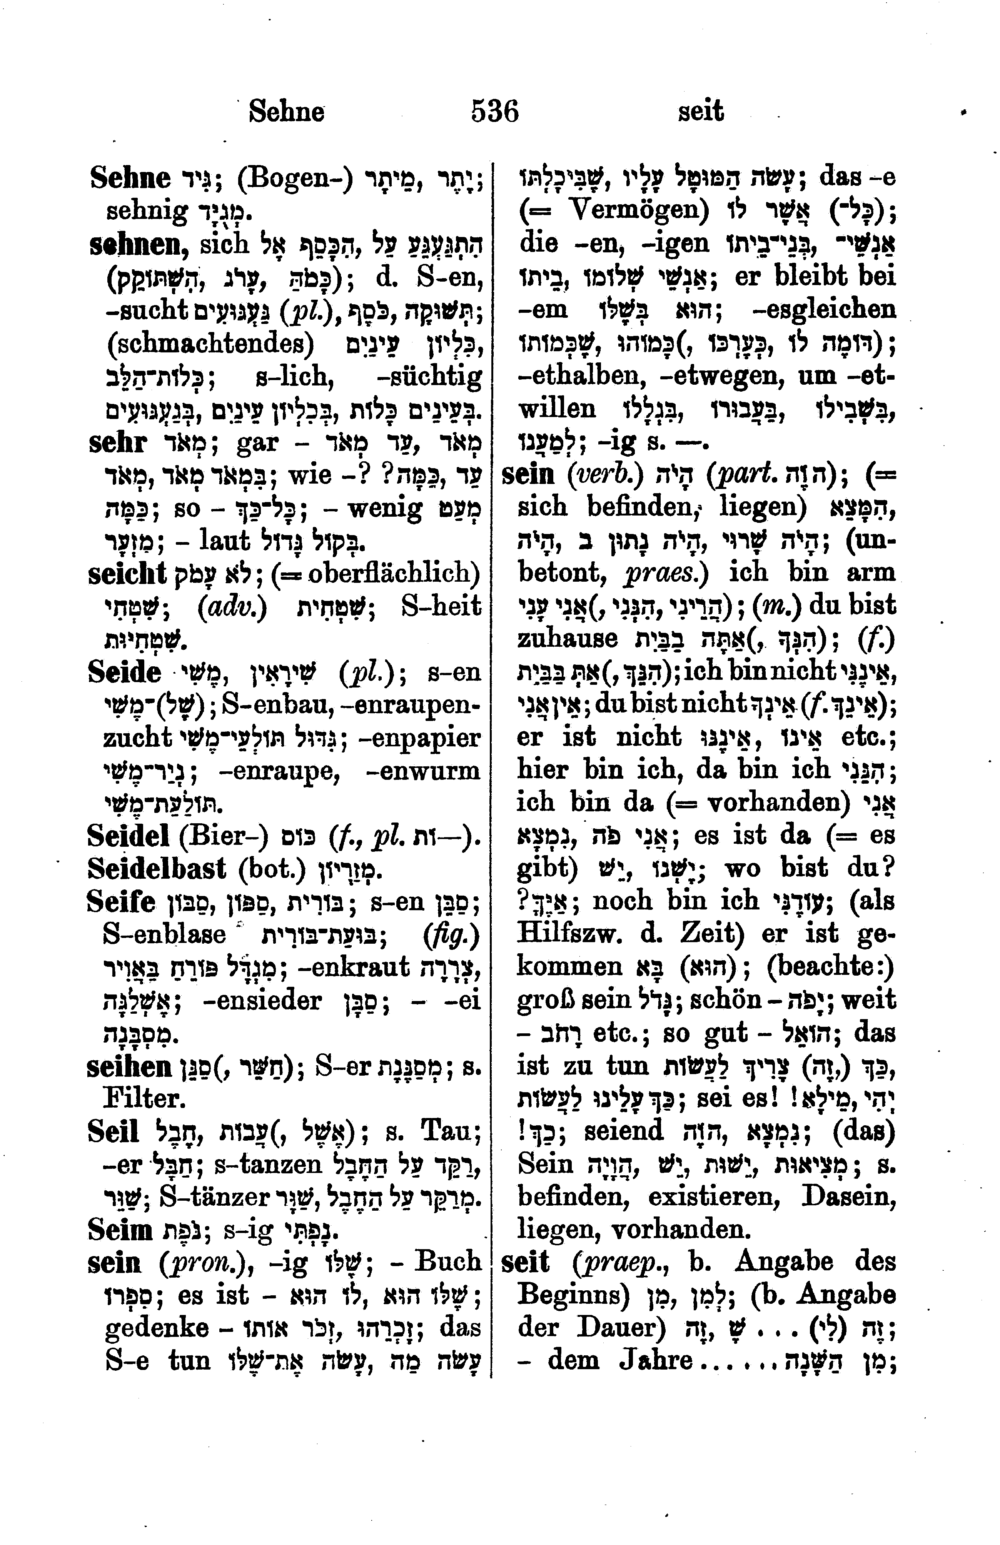 Sehne 536 seit
Sehne גִּיד; (Bogen-) יֶתֶר, מֵיתָר;
sehnig מְגֻיָּד.
sehnen, sich הִתְגַּעְגַּע עַל, הִכָּסֵף אֶל
(כָּמֹהַּ, עָרֹג, הִשְׁתּוֹקֵק); d. S-en,
-sucht גַּעְגּוּעִים (pl.), כֹּסֶף, תְּשׁוּקָה;
(schmachtendes) כִּלְיוֹן עֵינַיִם,
כְּלוֹת־הַלֵּב; s-lich, -süchtig
בְּעֵינַיִם כָּלוֹת, בְּכִלְיוֹן עֵינַיִם, בְּגַעְגּוּעִים.
sehr מְאֹד; gar - מְאֹד, עַד מְאֹד
עַד מְאֹד, בִּמְאֹד מְאֹד; wie -? עַד כַּמָּה?
כַּמָּה; so - כָּל־כָּךְ; - wenig מְעַט
מִזְעָר; - laut בְּקוֹל גָּדוֹל.
seicht לֹא עָמֹק; (= oberflächlich)
שִׁטְחִי; (adv.) שִׁטְחִית; S-heit
שִׁטְחִיּוּת.
Seide מֶשִׁי, שִׁירָאִין (pl.); s-en
(שֶׁל)־מֶשִׁי; S-enbau, -enraupen-
zucht גִּדּוּל תּוֹלְעֵי־מֶשִׁי; -enpapier
נְיַר־מֶשִׁי; -enraupe, -enwurm
תּוֹלַעַת־מֶשִׁי.
Seidel (Bier-) כּוֹס (f., pl. —וֹת).
Seidelbast (bot.) מְזֵרְיוֹן.
Seife בּוֹרִית, סַפּוֹן, סַבּוֹן; s-en סַבֵּן;
S-enblase בּוּעַת־בּוֹרִית; (fig.)
מִגְדָּל פּוֹרֵחַ בַּאֲוִיר; -enkraut צְרִירָה,
אָשְׁלְגָּה; -ensieder סַבָּן; - -ei
מִסְבָּנָה.
seihen סַנֵּן (, חַשֵּׁר); S-er מְסַנֶּנֶת; s.
Filter.
Seil חֶבֶל, עֲבוֹת (, אֶשֶׁל); s. Tau;
-er חַבָּל; s-tanzen רַקֵּד עַל הַחֶבֶל,
שַׁוֵּר; S-tänzer מְרַקֵּד עַל הַחֶבֶל, שַׁוָּר.
Seim נֹפֶת; s-ig נָפְתִּי.
sein (pron.), -ig שֶׁלּוֹ; - Buch
סִפְרוֹ; es ist - שֶׁלּוֹ הוּא, לוֹ הוּא;
gedenke - זָכְרֵהוּ, זְכֹר אוֹתוֹ; das
S-e tun עָשֹׂה מַה, עָשֹׂה אֶת־שֶׁלּוֹ
עָשֹׂה הַמּוּטָל עָלָיו, שֶׁבִּיכָלְתּוֹ; das -e
(= Vermögen) אֲשֶׁר לוֹ (כָּל־);
die -en, -igen אַנְשֵׁי־, בְּנֵי־בֵיתוֹ
אַנְשֵׁי שְׁלוֹמוֹ, בֵּיתוֹ; er bleibt bei
-em הוּא בְּשֶׁלּוֹ; -esgleichen
(דּוֹמֶה לוֹ, כְּעֶרְכּוֹ, כָּמוֹהוּ), שֶׁכְּמוֹתוֹ;
-ethalben, -etwegen, um -et-
willen בִּשְׁבִילוֹ, בַּעֲבוּרוֹ, בִּגְלָלוֹ,
לְמַעֲנוֹ; -ig s. —.
sein (verb.) הָיֹה (part. הוֹוֶה); (=
sich befinden, liegen) הִמָּצֵא,
הָיֹה שָׁרוּי, הָיֹה נָתוּן בְּ, הָיֹה; (un-
betont, praes.) ich bin arm
(הֲרֵינִי, הִנְּנִי,) אֲנִי עָנִי; (m.) du bist
zuhause (הִנְּךָ,) אַתָּה בַּבַּיִת; (f.)
(הִנָּךְ,) אַתְּ בַּבַּיִת; ich bin nicht אֵינֶנִּי,
אֵין אֲנִי; du bist nicht אֵינְךָ (f. אֵינֵךְ);
er ist nicht אֵינוֹ, אֵינֶנּוּ etc.;
hier bin ich, da bin ich הִנֵּנִי;
ich bin da (= vorhanden) אֲנִי
אֲנִי פֹּה, נִמְצָא; es ist da (= es
gibt) יֶשְׁנוֹ, יֵשׁ; wo bist du?
אַיֶּךָּ?; noch bin ich עוֹדֶנִּי; (als
Hilfszw. d. Zeit) er ist ge-
kommen (הוּא) בָּא; (beachte:)
groß sein גָּדֹל; schön - יָפֹה; weit
- רָחֹב etc.; so gut - הוֹאֵל; das
ist zu tun כָּךְ, (זֶה,) צָרִיךְ לַעֲשׂוֹת
כָּךְ עָלֵינוּ לַעֲשׂוֹת; sei es! יְהִי, מֵילָא!
כָּךְ!; seiend הוֹוֶה, נִמְצָא; (das)
Sein מְצִיאוּת, יֵשׁוּת, יֵשׁ, הֲוָיָה; s.
befinden, existieren, Dasein,
liegen, vorhanden.
seit (praep., b. Angabe des
Beginns) מִן, לְמִן; (b. Angabe
der Dauer) זֶה (לִי) ... שֶׁ, זֶה;
- dem Jahre ...... מִן הַשָּׁנָה;